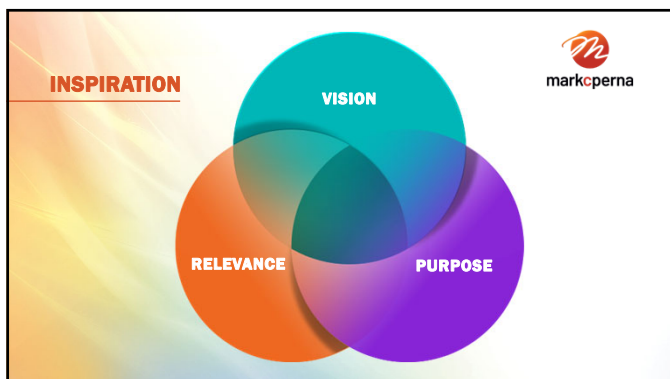 INSPIRATION
markcperna
VISION
RELEVANCE
PURPOSE